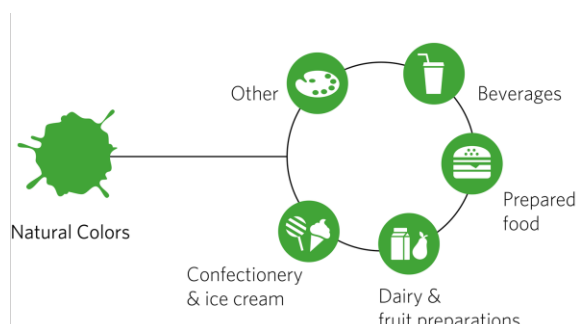 Other
Beverages
Prepared
food
Natural Colors
Confectionery
& ice cream
Dairy &
fruit preparations